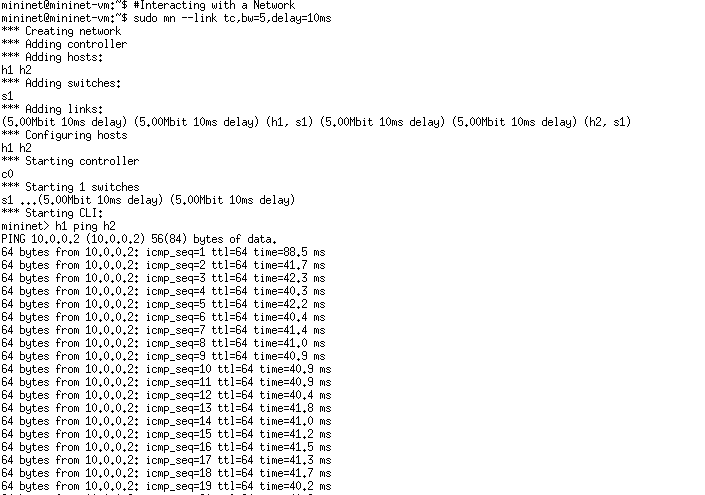 mininet@mininet-vm:~$ #Interacting with a Network
mininet@mininet-vm:~$ sudo mn --link tc,bw=5,delay=10ms
*** Creating network
*** Adding controller
*** Adding hosts:
h1 h2
*** Adding switches:
s1
*** Adding links:
(5.00Mbit 10ms delay) (5.00Mbit 10ms delay) (h1, s1) (5.00Mbit 10ms delay) (5.00Mbit 10ms delay) (h2, s1)
*** Configuring hosts
h1 h2
*** Starting controller
c0
*** Starting 1 switches
s1 ...(5.00Mbit 10ms delay) (5.00Mbit 10ms delay)
*** Starting CLI:
mininet> h1 ping h2
PING 10.0.0.2 (10.0.0.2) 56(84) bytes of data.
64 bytes from 10.0.0.2: icmp_seq=1 ttl=64 time=88.5 ms
64 bytes from 10.0.0.2: icmp_seq=2 ttl=64 time=41.7 ms
64 bytes from 10.0.0.2: icmp_seq=3 ttl=64 time=42.3 ms
64 bytes from 10.0.0.2: icmp_seq=4 ttl=64 time=40.3 ms
64 bytes from 10.0.0.2: icmp_seq=5 ttl=64 time=42.2 ms
64 bytes from 10.0.0.2: icmp_seq=6 ttl=64 time=40.4 ms
64 bytes from 10.0.0.2: icmp_seq=7 ttl=64 time=41.4 ms
64 bytes from 10.0.0.2: icmp_seq=8 ttl=64 time=41.0 ms
64 bytes from 10.0.0.2: icmp_seq=9 ttl=64 time=40.9 ms
64 bytes from 10.0.0.2: icmp_seq=10 ttl=64 time=40.9 ms
64 bytes from 10.0.0.2: icmp_seq=11 ttl=64 time=40.9 ms
64 bytes from 10.0.0.2: icmp_seq=12 ttl=64 time=40.4 ms
64 bytes from 10.0.0.2: icmp_seq=13 ttl=64 time=41.8 ms
64 bytes from 10.0.0.2: icmp_seq=14 ttl=64 time=41.0 ms
64 bytes from 10.0.0.2: icmp_seq=15 ttl=64 time=41.2 ms
64 bytes from 10.0.0.2: icmp_seq=16 ttl=64 time=41.5 ms
64 bytes from 10.0.0.2: icmp_seq=17 ttl=64 time=41.3 ms
64 bytes from 10.0.0.2: icmp_seq=18 ttl=64 time=41.7 ms
64 bytes from 10.0.0.2: icmp_seq=19 ttl=64 time=40.2 ms